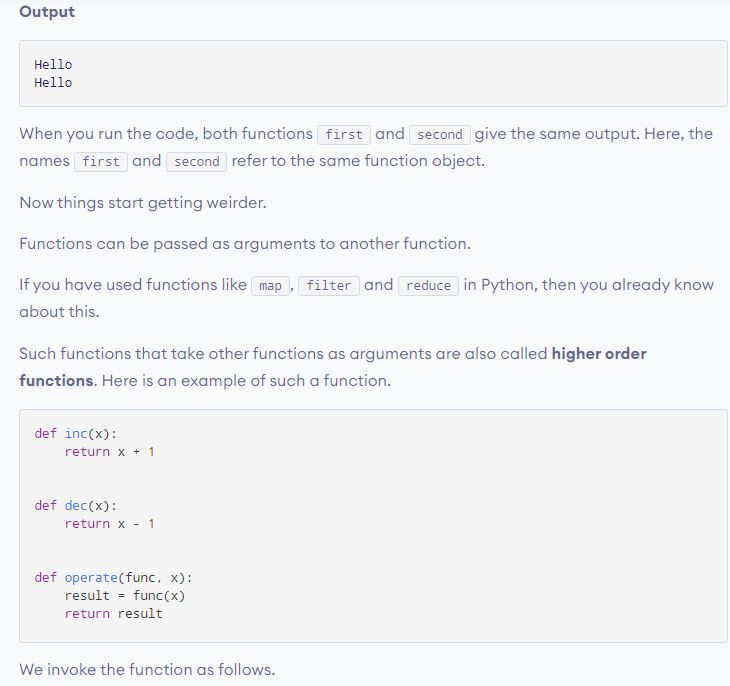 Output
Hello
Hello
When you run the code, both functions first and second give the same output. Here, the
names first and second refer to the same function object.
Now things start getting weirder.
Functions can be passed as arguments to another function.
If you have used functions like map, filter and reduce in Python, then you already know
about this.
Such functions that take other functions as arguments are also called higher order
functions. Here is an example of such a function.
def inc(x):
    return x + 1
def dec(x):
    return x - 1
def operate(func, x):
    result = func(x)
    return result
We invoke the function as follows.